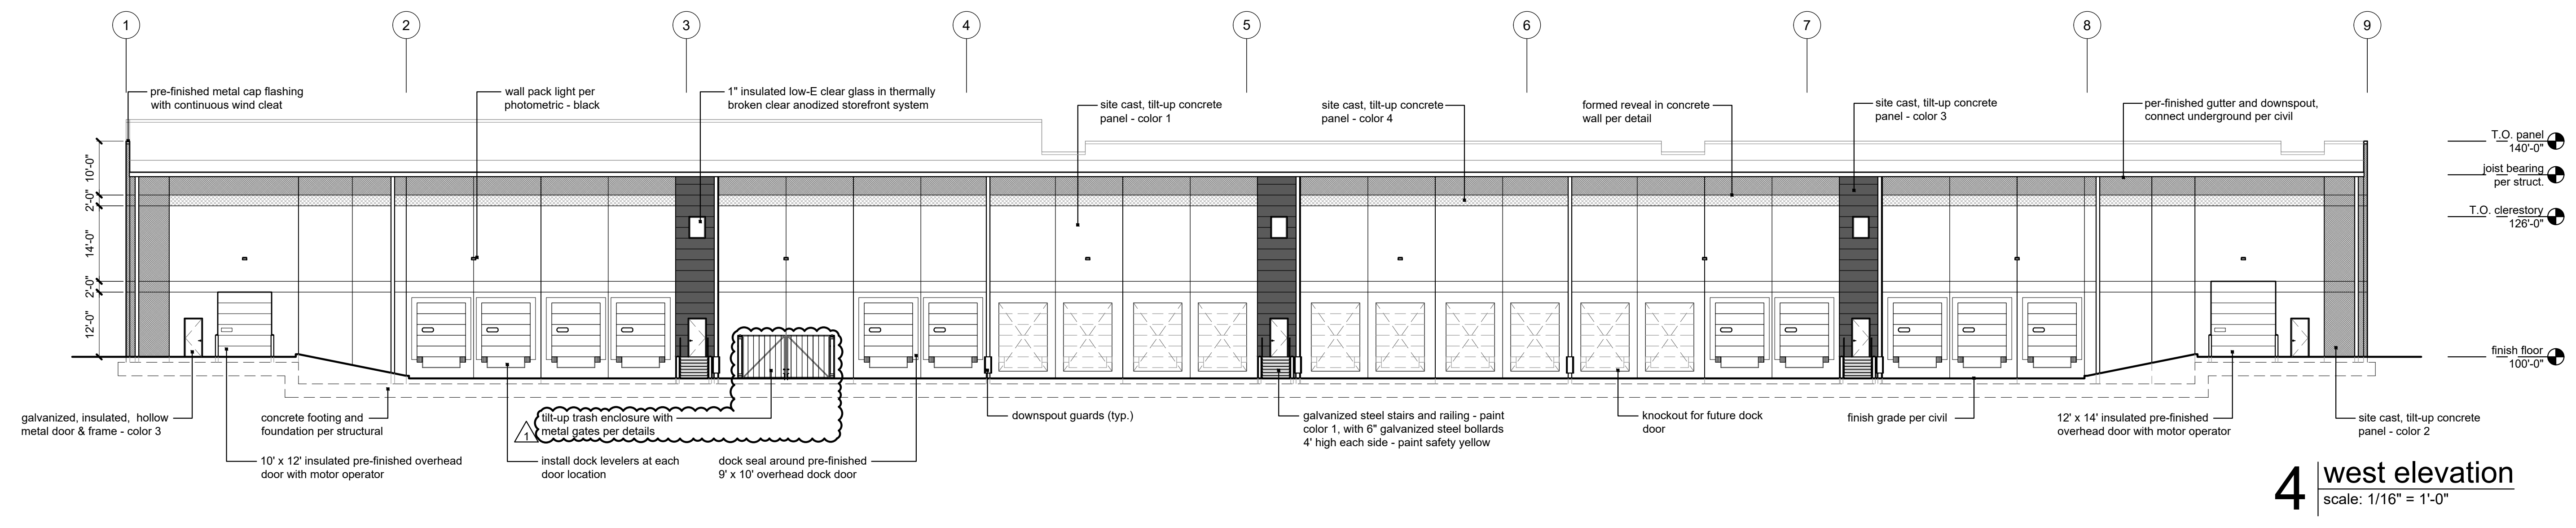 1
2
3
4
5
6
7
8
9
pre-finished metal cap flashing
with continuous wind cleat
wall pack light per
photometric - black
1" insulated low-E clear glass in thermally
broken clear anodized storefront system
site cast, tilt-up concrete
panel - color 1
site cast, tilt-up concrete
panel - color 4
formed reveal in concrete
wall per detail
site cast, tilt-up concrete
panel - color 3
per-finished gutter and downspout,
connect underground per civil
T.O. panel
140'-0"
joist bearing
per struct.
T.O. clerestory
126'-0"
finish floor
100'-0"
10'-0"
2'-0"
14'-0"
2'-0"
12'-0"
galvanized, insulated, hollow
metal door & frame - color 3
concrete footing and
foundation per structural
1
tilt-up trash enclosure with
metal gates per details
downspout guards (typ.)
galvanized steel stairs and railing - paint
color 1, with 6" galvanized steel bollards
4' high each side - paint safety yellow
knockout for future dock
door
finish grade per civil
12' x 14' insulated pre-finished
overhead door with motor operator
site cast, tilt-up concrete
panel - color 2
10' x 12' insulated pre-finished overhead
door with motor operator
install dock levelers at each
door location
dock seal around pre-finished
9' x 10' overhead dock door
4
west elevation
scale: 1/16" = 1'-0"